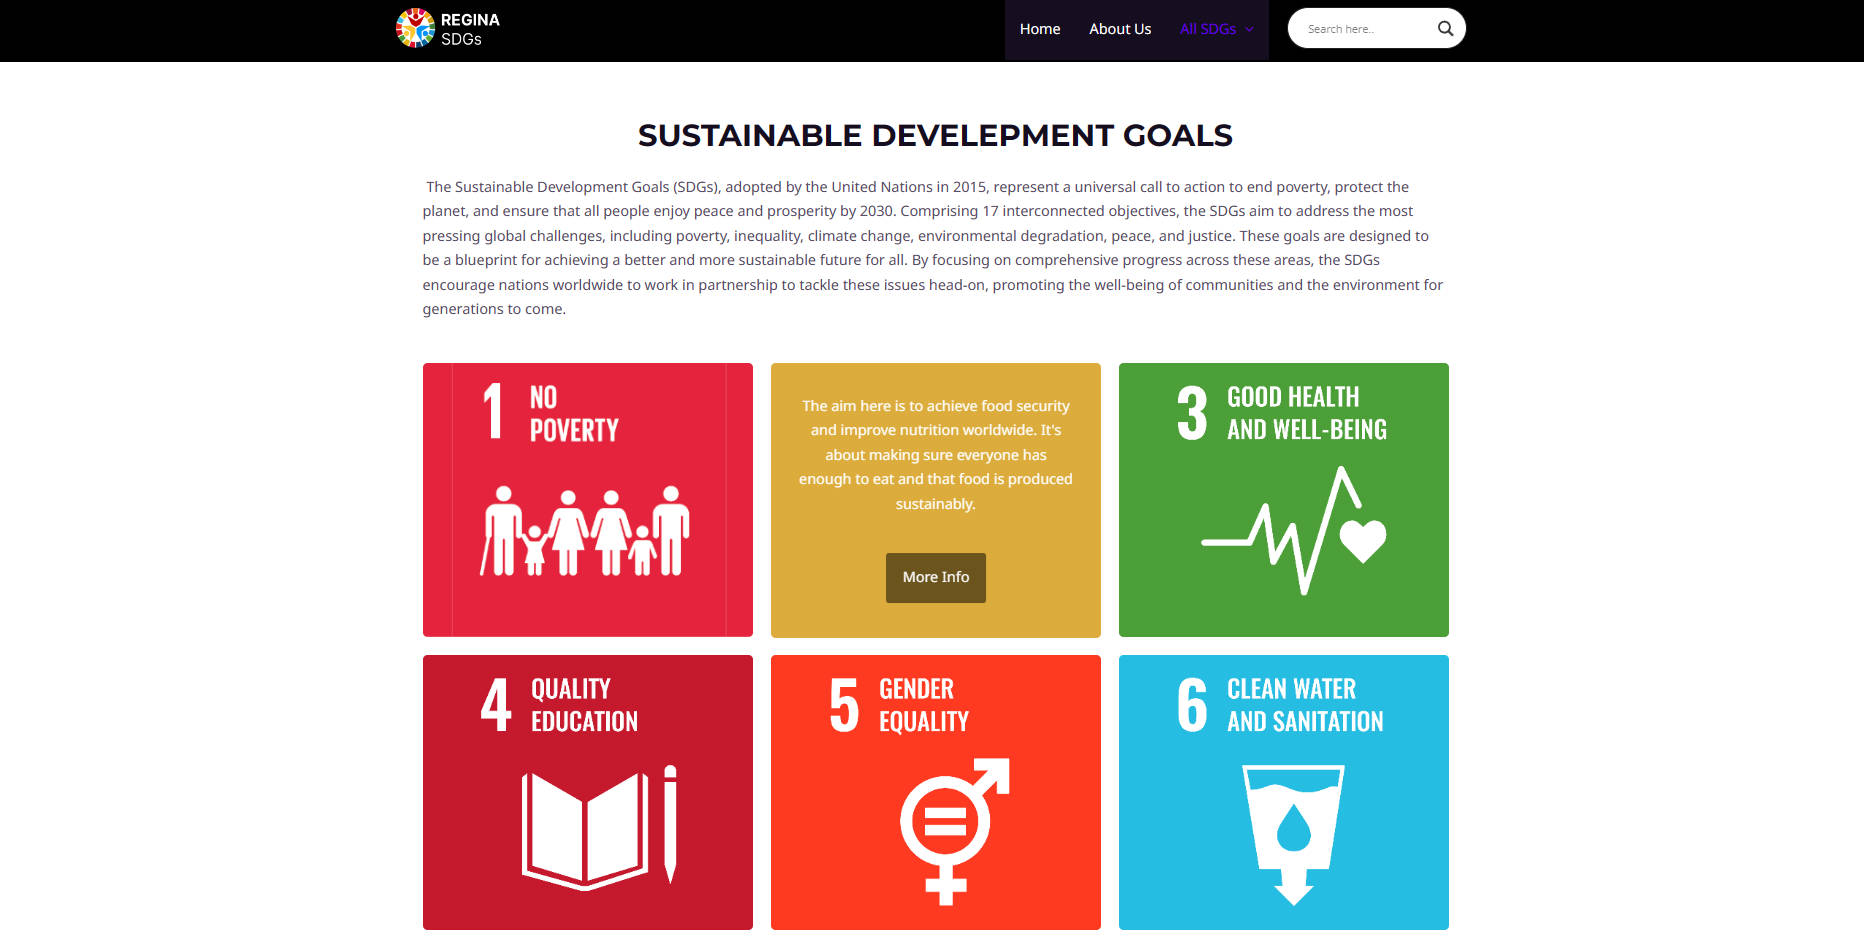 REGINA
SDGs
Home
About Us
All SDGs
Search here..
SUSTAINABLE DEVELEPMENT GOALS
The Sustainable Development Goals (SDGs), adopted by the United Nations in 2015, represent a universal call to action to end poverty, protect the
planet, and ensure that all people enjoy peace and prosperity by 2030. Comprising 17 interconnected objectives, the SDGs aim to address the most
pressing global challenges, including poverty, inequality, climate change, environmental degradation, peace, and justice. These goals are designed to
be a blueprint for achieving a better and more sustainable future for all. By focusing on comprehensive progress across these areas, the SDGs
encourage nations worldwide to work in partnership to tackle these issues head-on, promoting the well-being of communities and the environment for
generations to come.
1 NO
POVERTY
The aim here is to achieve food security
and improve nutrition worldwide. It's
about making sure everyone has
enough to eat and that food is produced
sustainably.
More Info
3 GOOD HEALTH
AND WELL-BEING
4 QUALITY
EDUCATION
5 GENDER
EQUALITY
6 CLEAN WATER
AND SANITATION